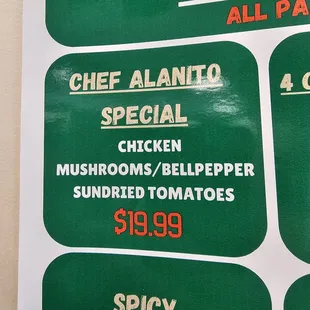 ALL PA
CHEF ALANITO
SPECIAL
CHICKEN
MUSHROOMS/BELLPEPPER
SUNDRIED TOMATOES
$19.99
4
SPICY